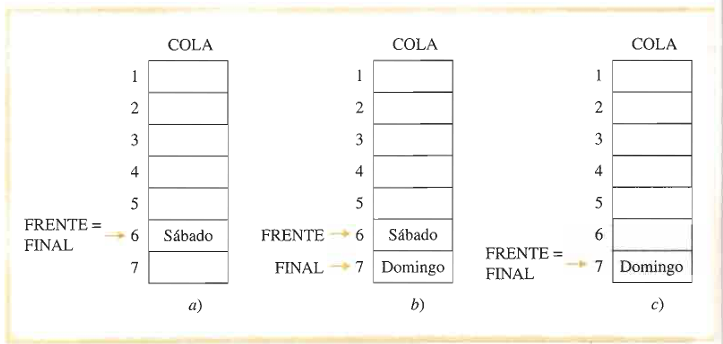 COLA
1
2
3
4
5
FRENTE =
FINAL
6 Sábado
7
a)
COLA
1
2
3
4
5
FRENTE 6 Sábado
FINAL 7 Domingo
b)
COLA
1
2
3
4
5
6
FRENTE =
FINAL
7 Domingo
c)